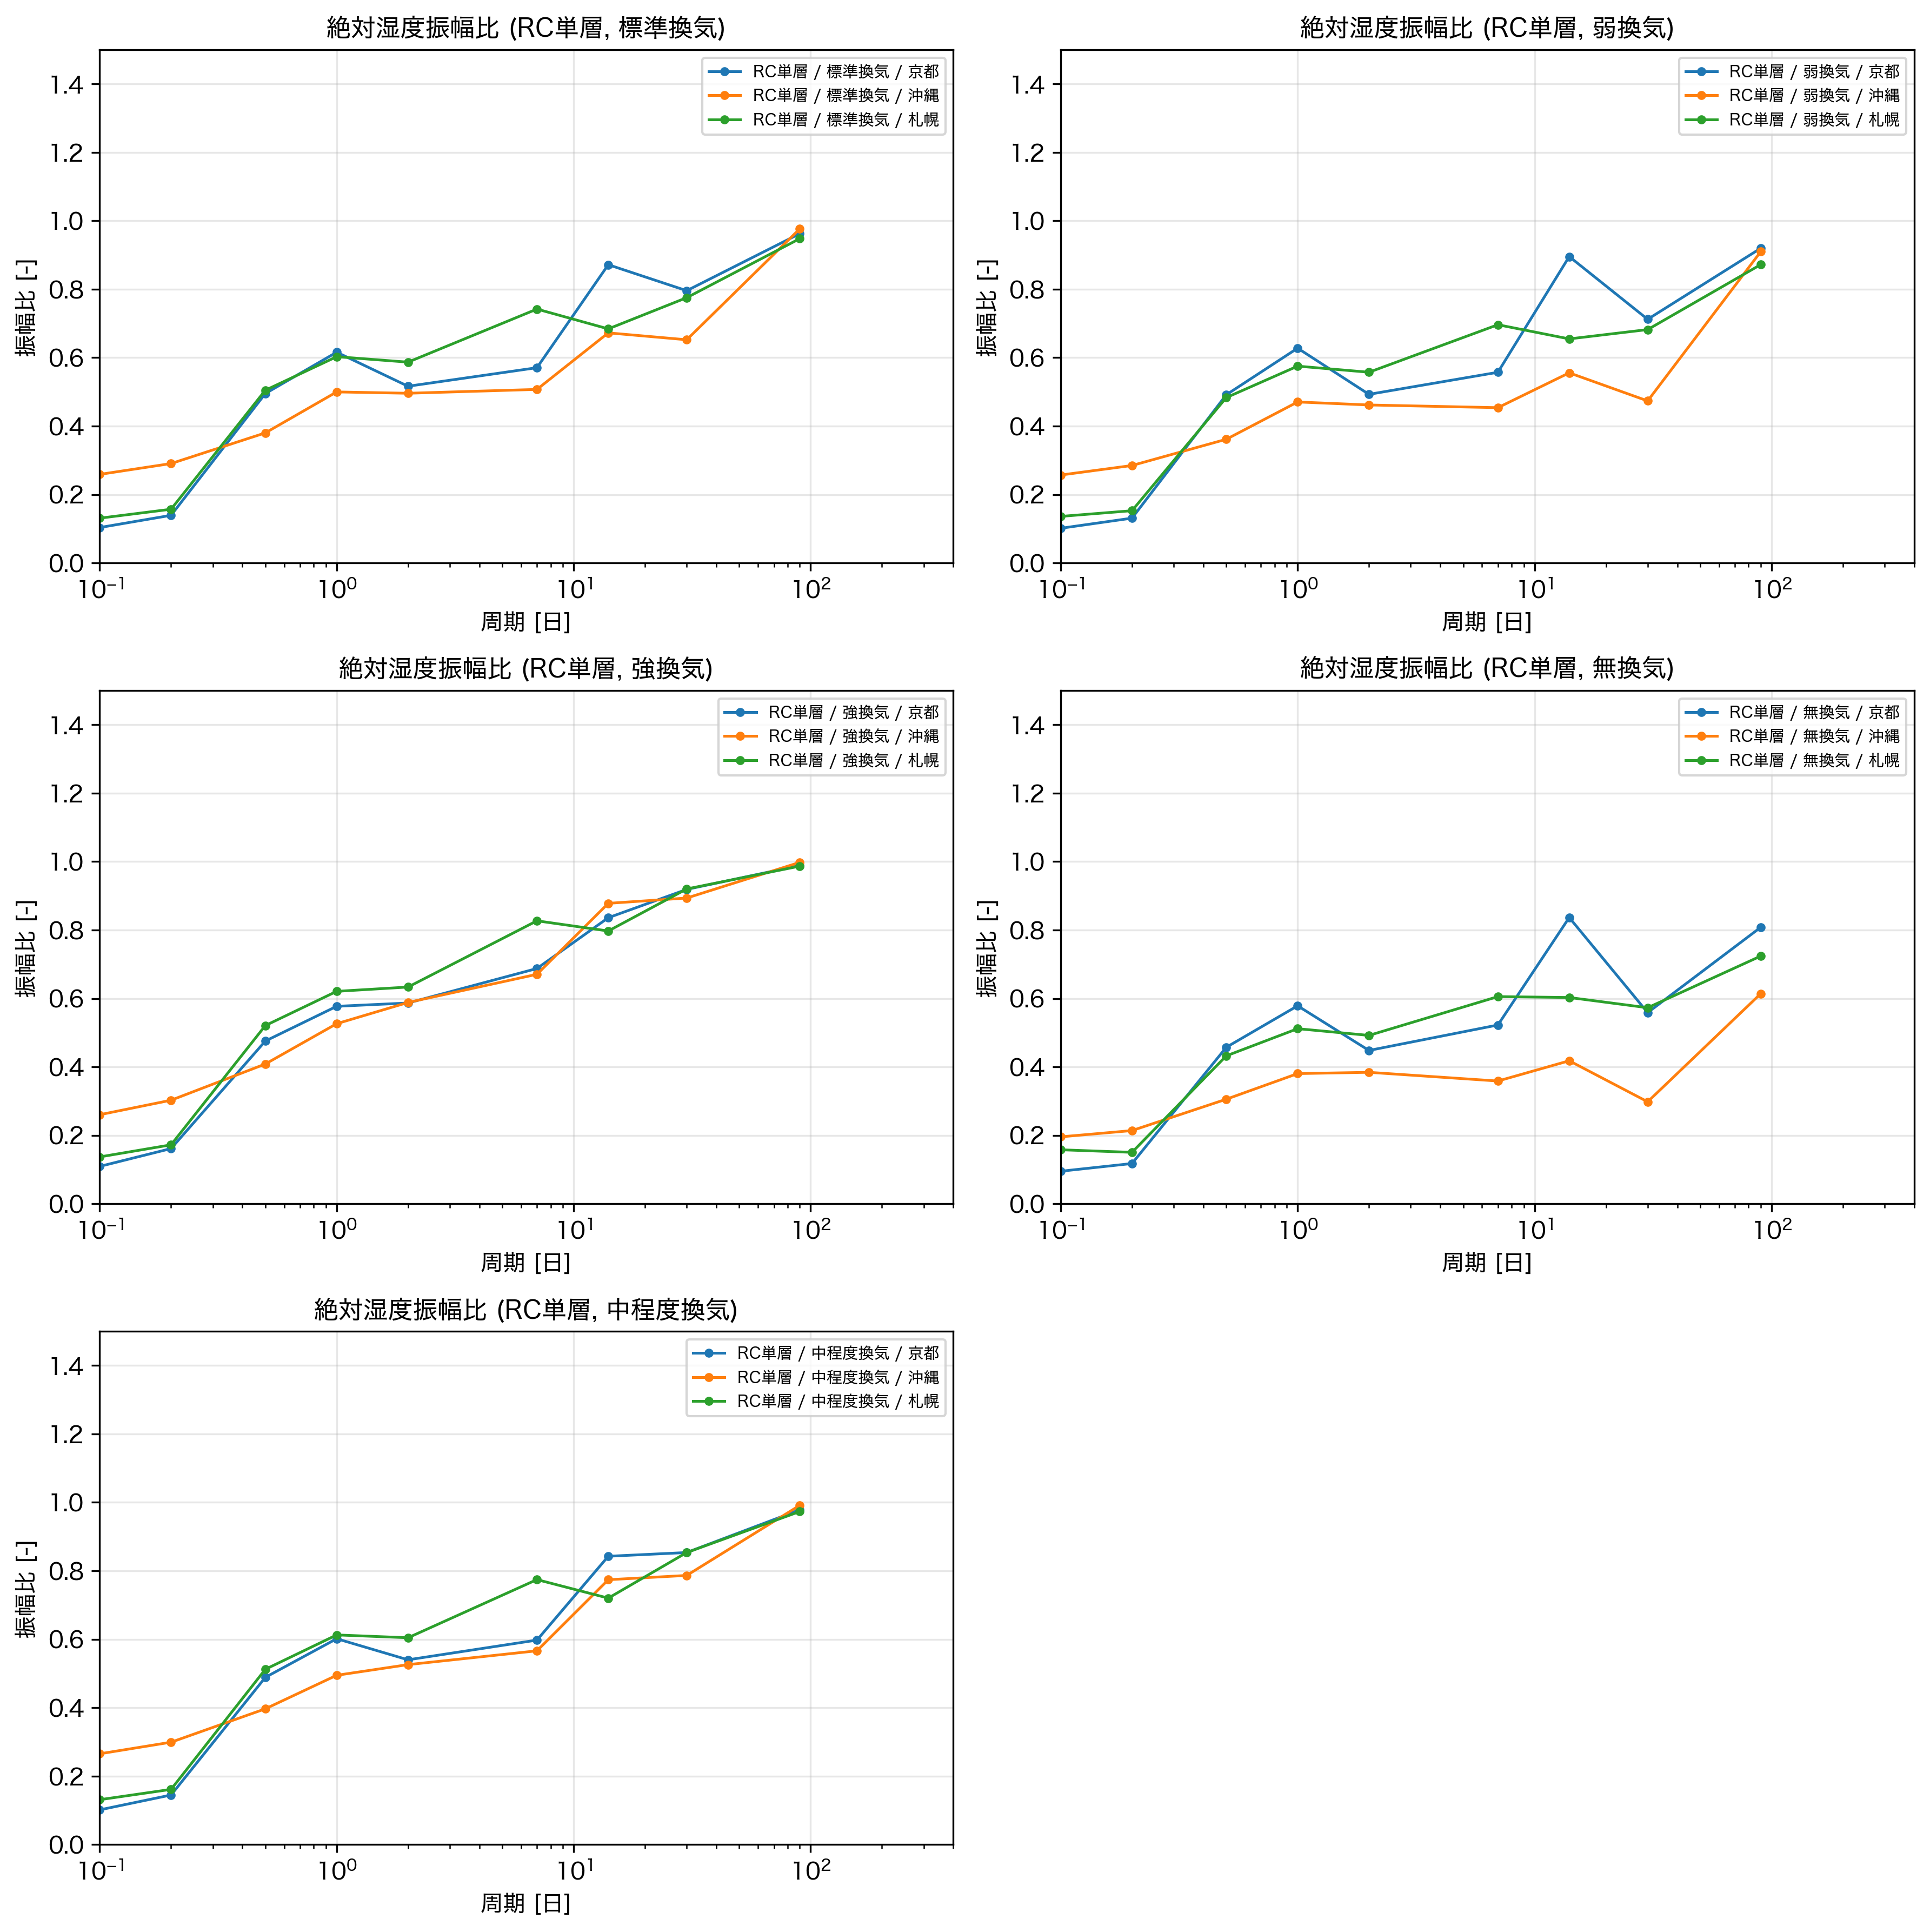 絶対湿度振幅比 (RC単層, 標準換気)
RC単層 / 標準換気 / 京都
RC単層 / 標準換気 / 沖縄
RC単層 / 標準換気 / 札幌
振幅比 [-]
1.4
1.2
1.0
0.8
0.6
0.4
0.2
0.0
10⁻¹ 10⁰ 10¹ 10²
周期 [日]
絶対湿度振幅比 (RC単層, 弱換気)
RC単層 / 弱換気 / 京都
RC単層 / 弱換気 / 沖縄
RC単層 / 弱換気 / 札幌
振幅比 [-]
1.4
1.2
1.0
0.8
0.6
0.4
0.2
0.0
10⁻¹ 10⁰ 10¹ 10²
周期 [日]
絶対湿度振幅比 (RC単層, 強換気)
RC単層 / 強換気 / 京都
RC単層 / 強換気 / 沖縄
RC単層 / 強換気 / 札幌
振幅比 [-]
1.4
1.2
1.0
0.8
0.6
0.4
0.2
0.0
10⁻¹ 10⁰ 10¹ 10²
周期 [日]
絶対湿度振幅比 (RC単層, 無換気)
RC単層 / 無換気 / 京都
RC単層 / 無換気 / 沖縄
RC単層 / 無換気 / 札幌
振幅比 [-]
1.4
1.2
1.0
0.8
0.6
0.4
0.2
0.0
10⁻¹ 10⁰ 10¹ 10²
周期 [日]
絶対湿度振幅比 (RC単層, 中程度換気)
RC単層 / 中程度換気 / 京都
RC単層 / 中程度換気 / 沖縄
RC単層 / 中程度換気 / 札幌
振幅比 [-]
1.4
1.2
1.0
0.8
0.6
0.4
0.2
0.0
10⁻¹ 10⁰ 10¹ 10²
周期 [日]